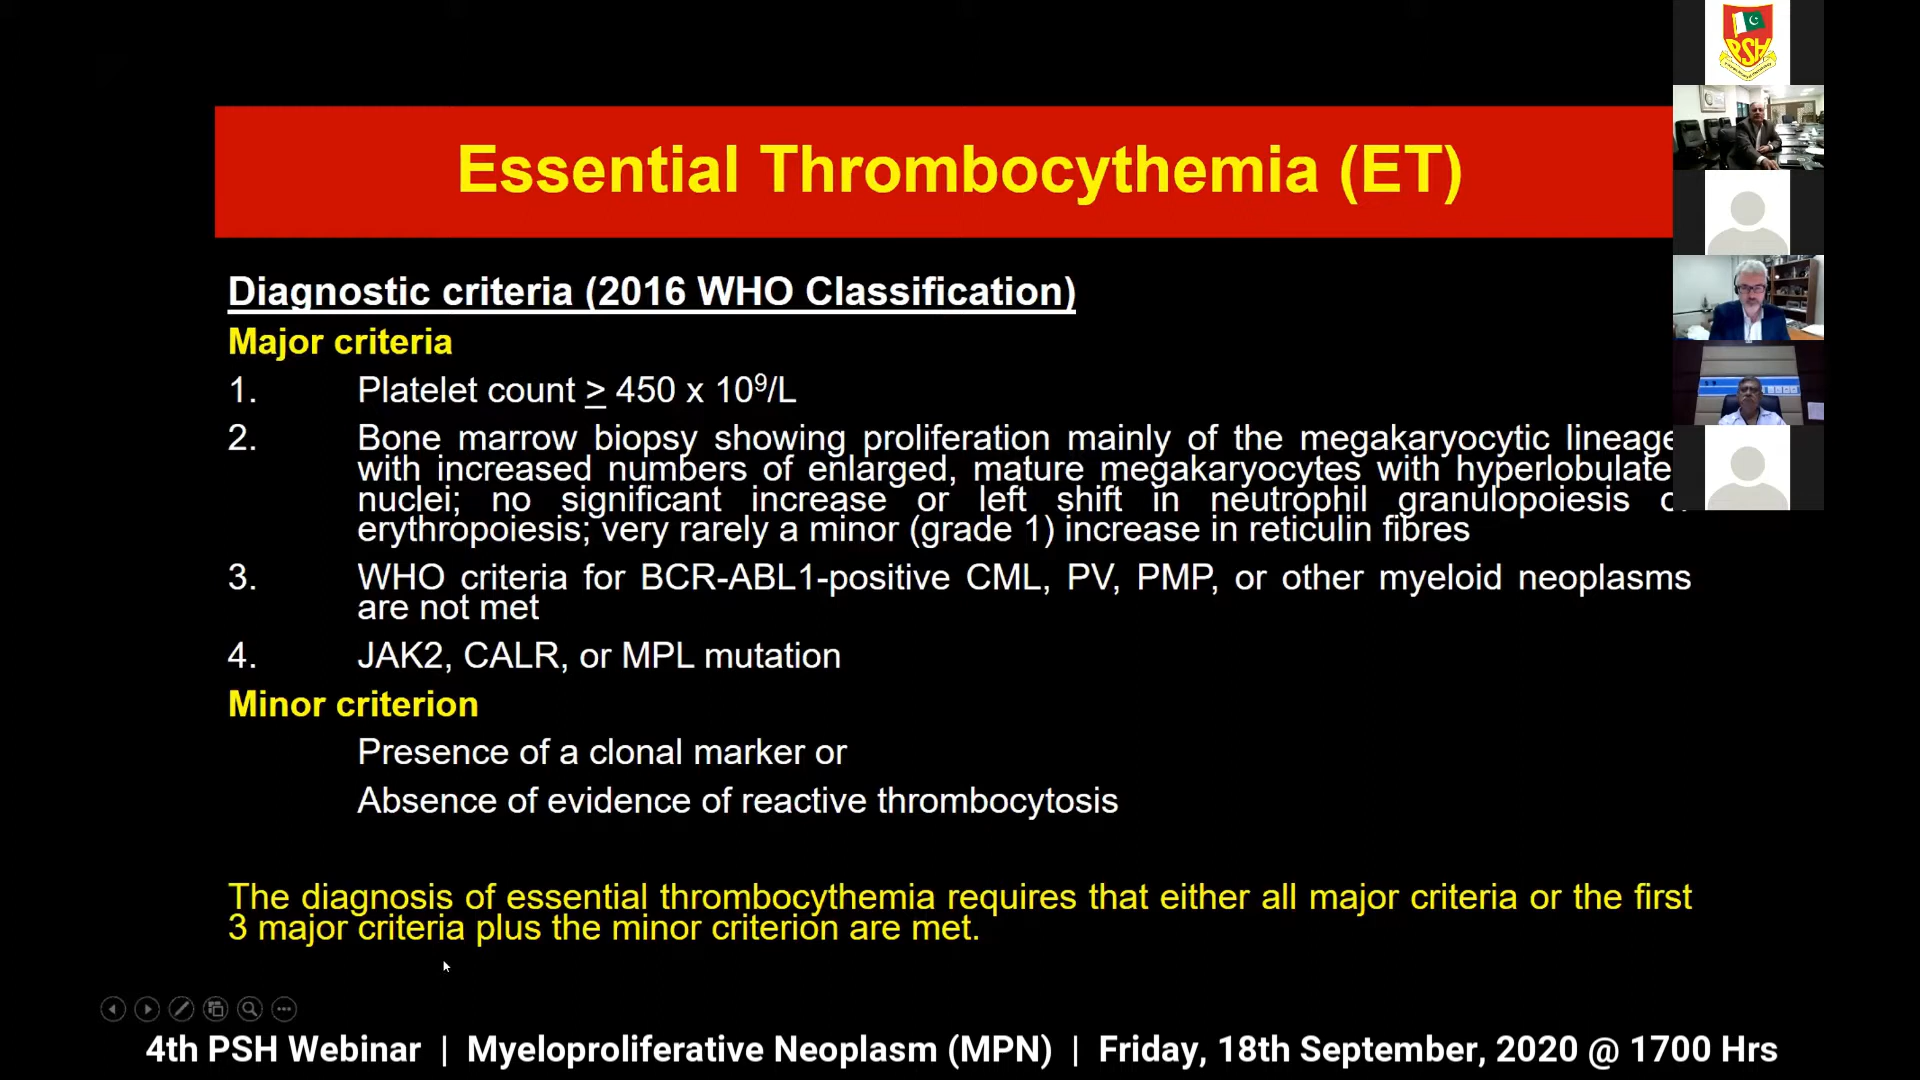 PSH
Essential Thrombocythemia (ET)
Diagnostic criteria (2016 WHO Classification)
Major criteria
1. Platelet count > 450 x 10⁹/L
2. Bone marrow biopsy showing proliferation mainly of the megakaryocytic lineage
with increased numbers of enlarged, mature megakaryocytes with hyperlobulate
nuclei; no significant increase or left shift in neutrophil granulopoiesis
erythropoiesis; very rarely a minor (grade 1) increase in reticulin fibres
3. WHO criteria for BCR-ABL1-positive CML, PV, PMP, or other myeloid neoplasms
are not met
4. JAK2, CALR, or MPL mutation
Minor criterion
Presence of a clonal marker or
Absence of evidence of reactive thrombocytosis
The diagnosis of essential thrombocythemia requires that either all major criteria or the first
3 major criteria plus the minor criterion are met.
4th PSH Webinar | Myeloproliferative Neoplasm (MPN) | Friday, 18th September, 2020 @ 1700 Hrs